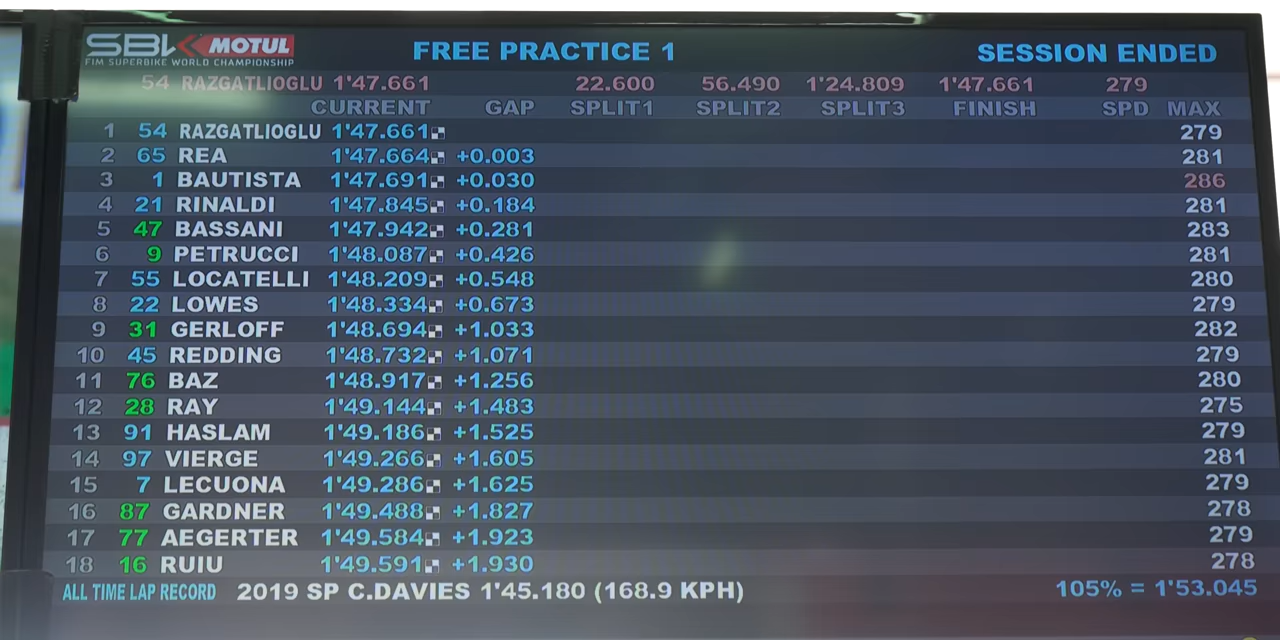 SBK MOTUL
FIM SUPERBIKE WORLD CHAMPIONSHIP
FREE PRACTICE 1
SESSION ENDED
54 RAZGATLIOGLU 1'47.661 22.600 56.490 1'24.809 1'47.661 279
CURRENT GAP SPLIT1 SPLIT2 SPLIT3 FINISH SPD MAX
1 54 RAZGATLIOGLU 1'47.661 279
2 65 REA 1'47.664 +0.003 281
3 1 BAUTISTA 1'47.691 +0.030 286
4 21 RINALDI 1'47.845 +0.184 281
5 47 BASSANI 1'47.942 +0.281 283
6 9 PETRUCCI 1'48.087 +0.426 281
7 55 LOCATELLI 1'48.209 +0.548 280
8 22 LOWES 1'48.334 +0.673 279
9 31 GERLOFF 1'48.694 +1.033 282
10 45 REDDING 1'48.732 +1.071 279
11 76 BAZ 1'48.917 +1.256 280
12 28 RAY 1'49.144 +1.483 275
13 91 HASLAM 1'49.186 +1.525 279
14 97 VIERGE 1'49.266 +1.605 281
15 7 LECUONA 1'49.286 +1.625 279
16 87 GARDNER 1'49.488 +1.827 278
17 77 AEGERTER 1'49.584 +1.923 279
18 16 RUIU 1'49.591 +1.930 278
ALL TIME LAP RECORD 2019 SP C.DAVIES 1'45.180 (168.9 KPH) 105% = 1'53.045